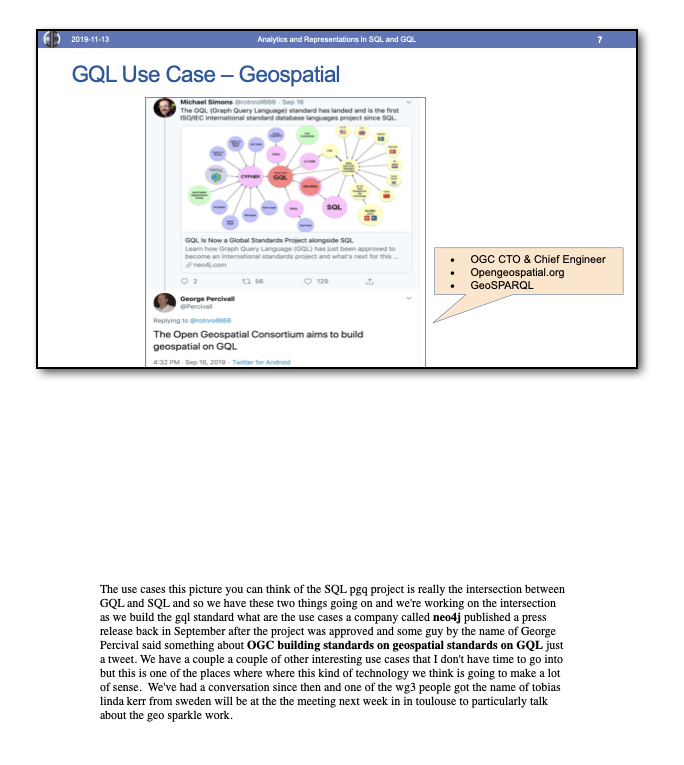 2019-11-13
Analytics and Representations In SQL and GQL
7
GQL Use Case – Geospatial
Michael Simons @rotnroll666 · Sep 16
The GQL (Graph Query Language) standard has landed and is the first
ISO/IEC international standard database languages project since SQL.
CYPHER
GQL
SQL
GQL Is Now a Global Standards Project alongside SQL
Learn how Graph Query Language (GQL) has just been approved to
become an international standards project and what's next for this ...
neo4j.com
2
56
129
George Percivall
@Percivall
Replying to @rotnroll666
The Open Geospatial Consortium aims to build
geospatial on GQL
4:32 PM · Sep 16, 2019 · Twitter for Android
• OGC CTO & Chief Engineer
• Opengeospatial.org
• GeoSPARQL
The use cases this picture you can think of the SQL pgq project is really the intersection between
GQL and SQL and so we have these two things going on and we're working on the intersection
as we build the gql standard what are the use cases a company called neo4j published a press
release back in September after the project was approved and some guy by the name of George
Percival said something about OGC building standards on geospatial standards on GQL just
a tweet. We have a couple a couple of other interesting use cases that I don't have time to go into
but this is one of the places where where this kind of technology we think is going to make a lot
of sense. We've had a conversation since then and one of the wg3 people got the name of tobias
linda kerr from sweden will be at the the meeting next week in in toulouse to particularly talk
about the geo sparkle work.